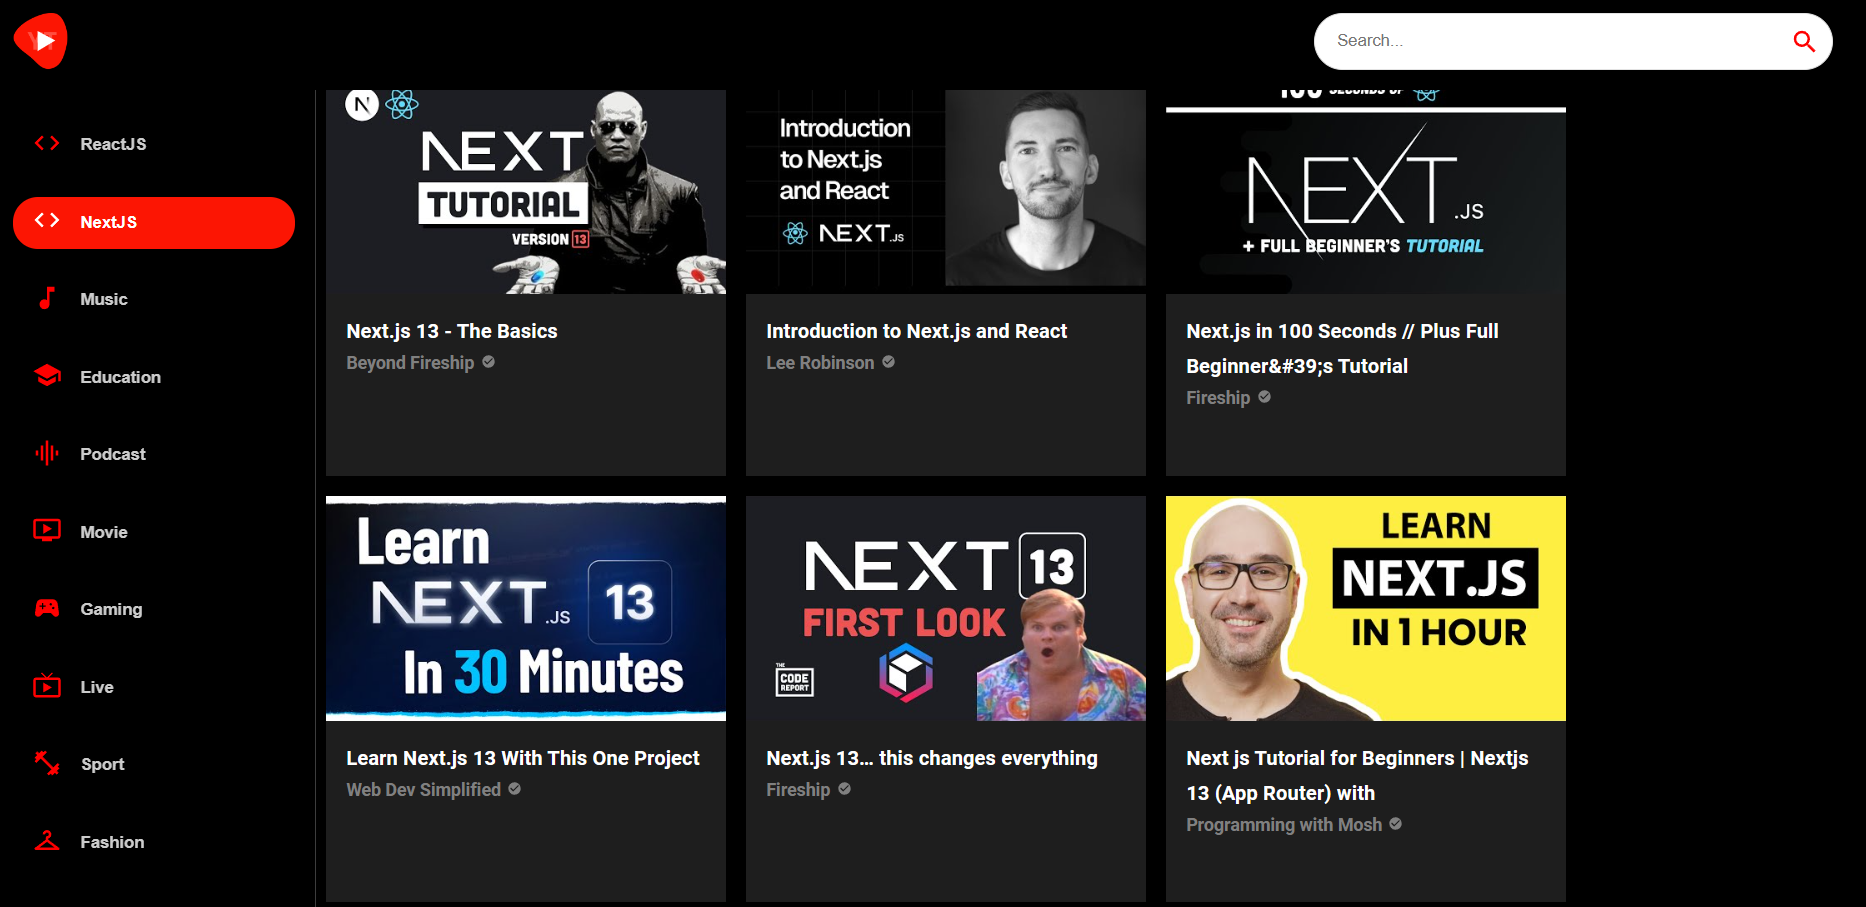 YT
Search...
ReactJS
NextJS
Music
Education
Podcast
Movie
Gaming
Live
Sport
Fashion
N
NEXT
TUTORIAL
VERSION 13
Next.js 13 - The Basics
Beyond Fireship
Introduction
to Next.js
and React
NEXT.JS
Introduction to Next.js and React
Lee Robinson
100 SECONDS OF
NEXT.JS
+ FULL BEGINNER'S TUTORIAL
Next.js in 100 Seconds // Plus Full
Beginner&#39;s Tutorial
Fireship
Learn
NEXT.JS 13
In 30 Minutes
Learn Next.js 13 With This One Project
Web Dev Simplified
NEXT 13
FIRST LOOK
THE
CODE
REPORT
Next.js 13… this changes everything
Fireship
LEARN
NEXT.JS
IN 1 HOUR
Next js Tutorial for Beginners | Nextjs
13 (App Router) with
Programming with Mosh